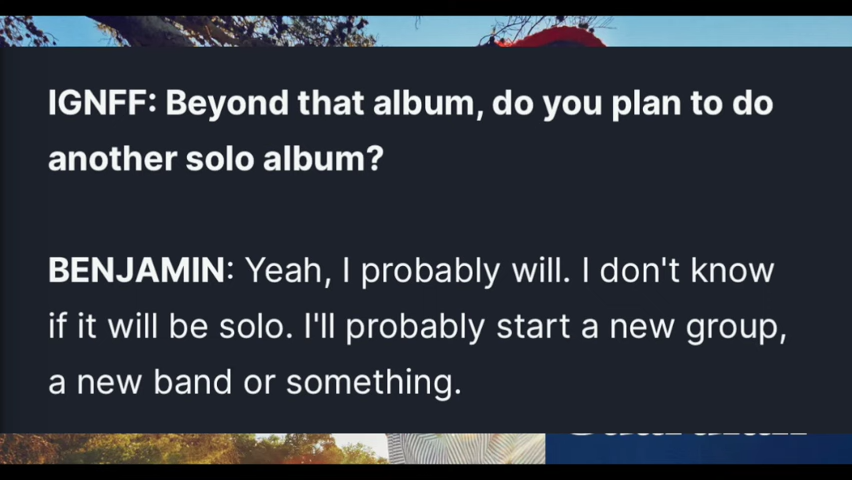 IGNFF: Beyond that album, do you plan to do
another solo album?
BENJAMIN: Yeah, I probably will. I don't know
if it will be solo. I'll probably start a new group,
a new band or something.